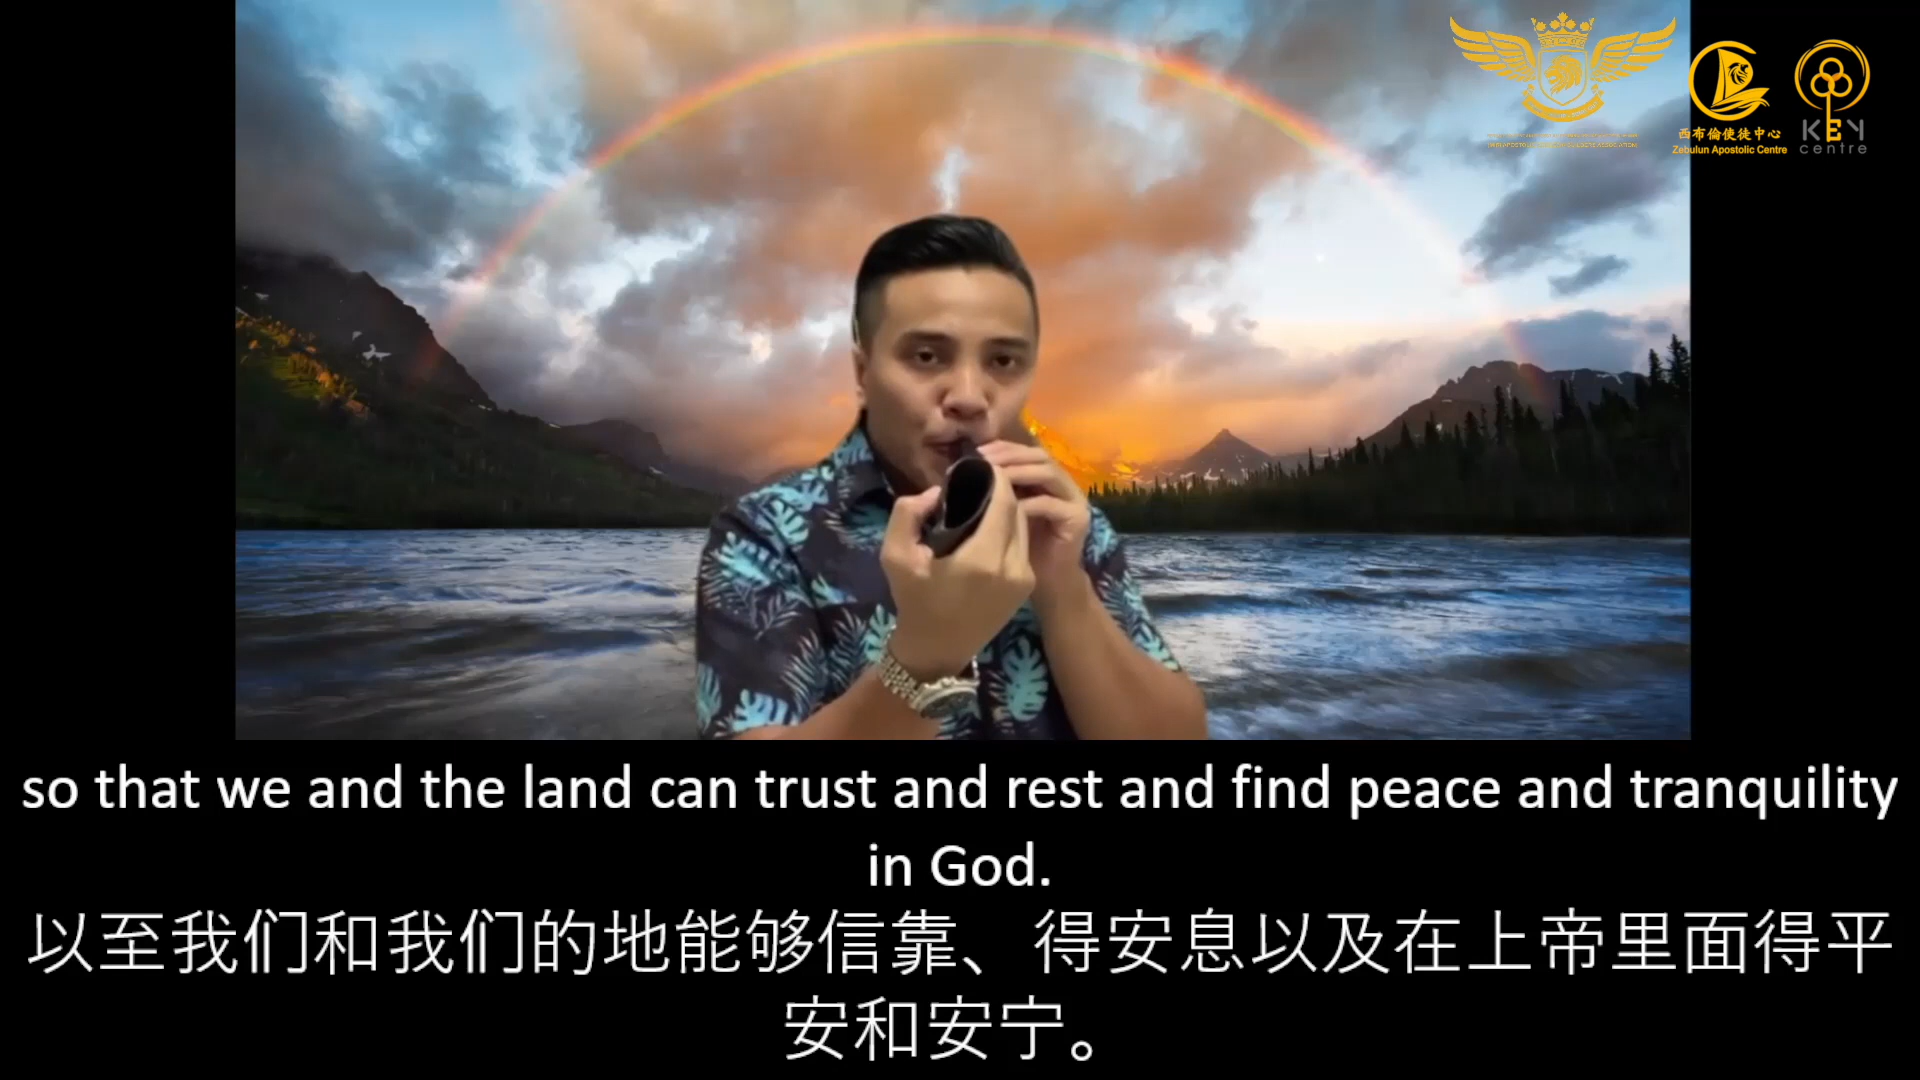 西布倫使徒中心
Zebulun Apostolic Centre
KEY
centre
so that we and the land can trust and rest and find peace and tranquility
in God.
以至我们和我们的地能够信靠、得安息以及在上帝里面得平
安和安宁。